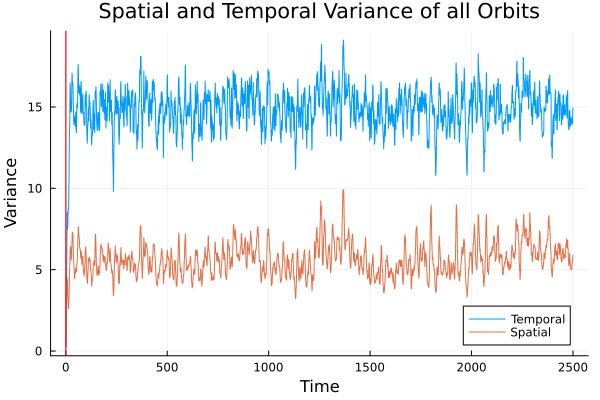 Spatial and Temporal Variance of all Orbits
Variance
15
10
5
0
0 500 1000 1500 2000 2500
Time
Temporal
Spatial